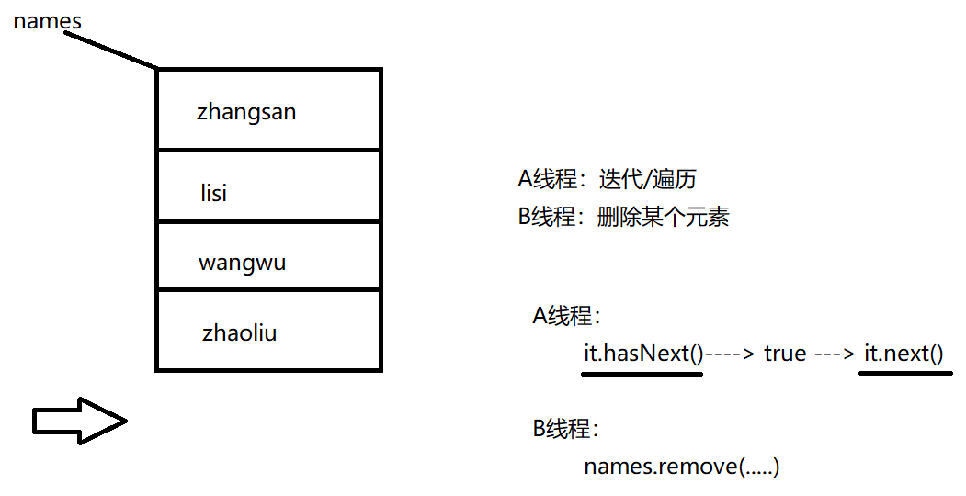 names
zhangsan
lisi
wangwu
zhaoliu
A线程：迭代/遍历
B线程：删除某个元素
A线程：
it.hasNext()----> true ---> it.next()
B线程：
names.remove(.....)